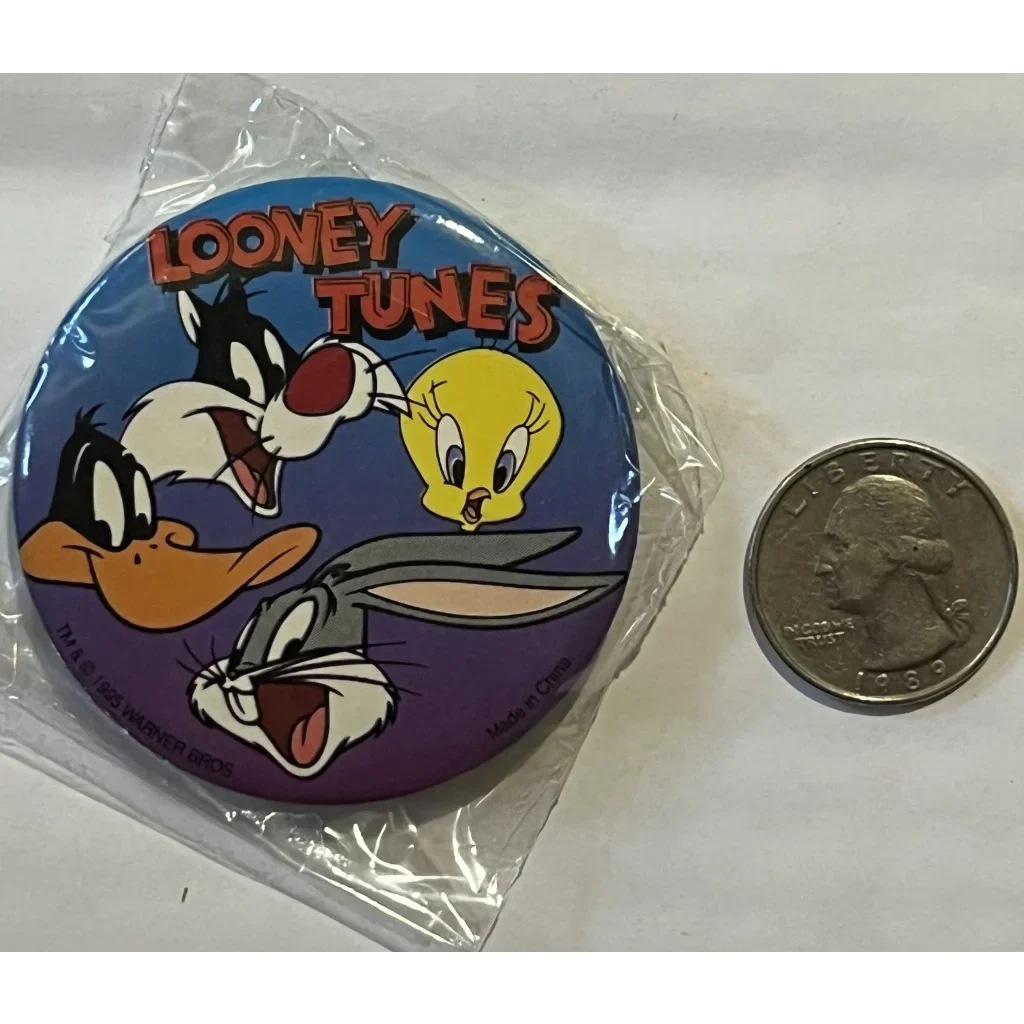 LOONEY
TUNES
TM & © 1995 WARNER BROS.
Made in China
LIBERTY
IN GOD WE
TRUST
1989